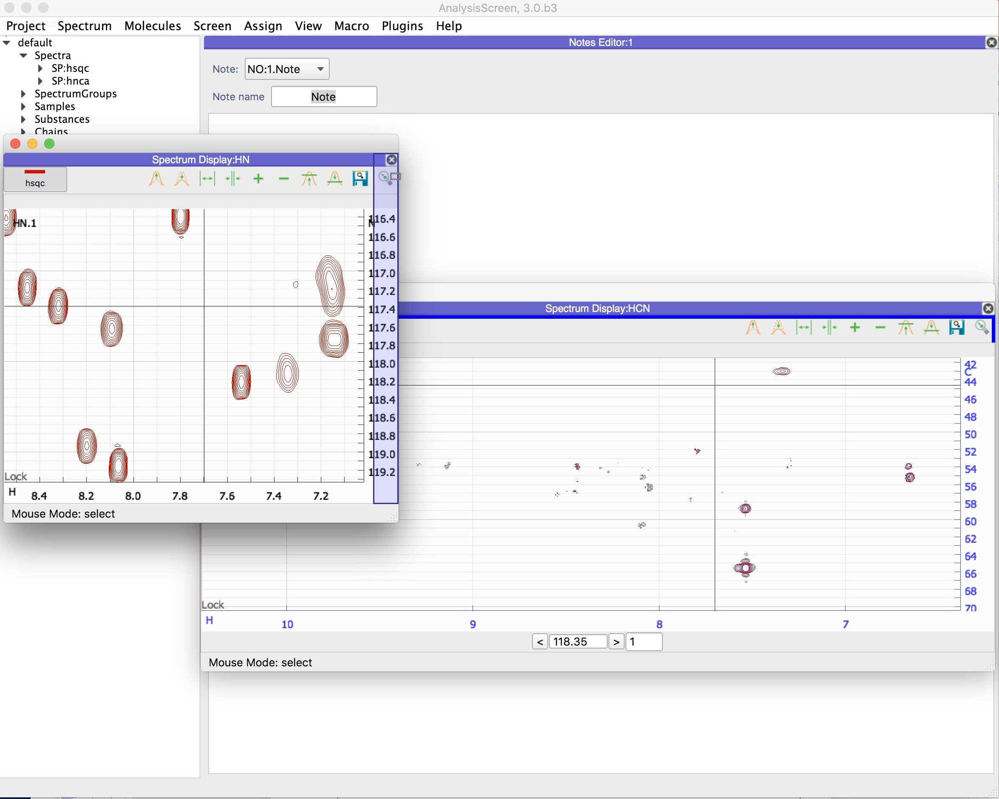 AnalysisScreen, 3.0.b3
Project Spectrum Molecules Screen Assign View Macro Plugins Help
default
Spectra
SP:hsqc
SP:hnca
SpectrumGroups
Samples
Substances
Chains
Notes Editor:1
Note: NO:1.Note
Note name Note
Spectrum Display:HN
hsqc
HN.1
N
116.4
116.6
116.8
117.0
117.2
117.4
117.6
117.8
118.0
118.2
118.4
118.6
118.8
119.0
119.2
Lock
H 8.4 8.2 8.0 7.8 7.6 7.4 7.2
Mouse Mode: select
Spectrum Display:HCN
42
C
44
46
48
50
52
54
56
58
60
62
64
66
68
70
Lock
H 10 9 8 7
< 118.35 > 1
Mouse Mode: select